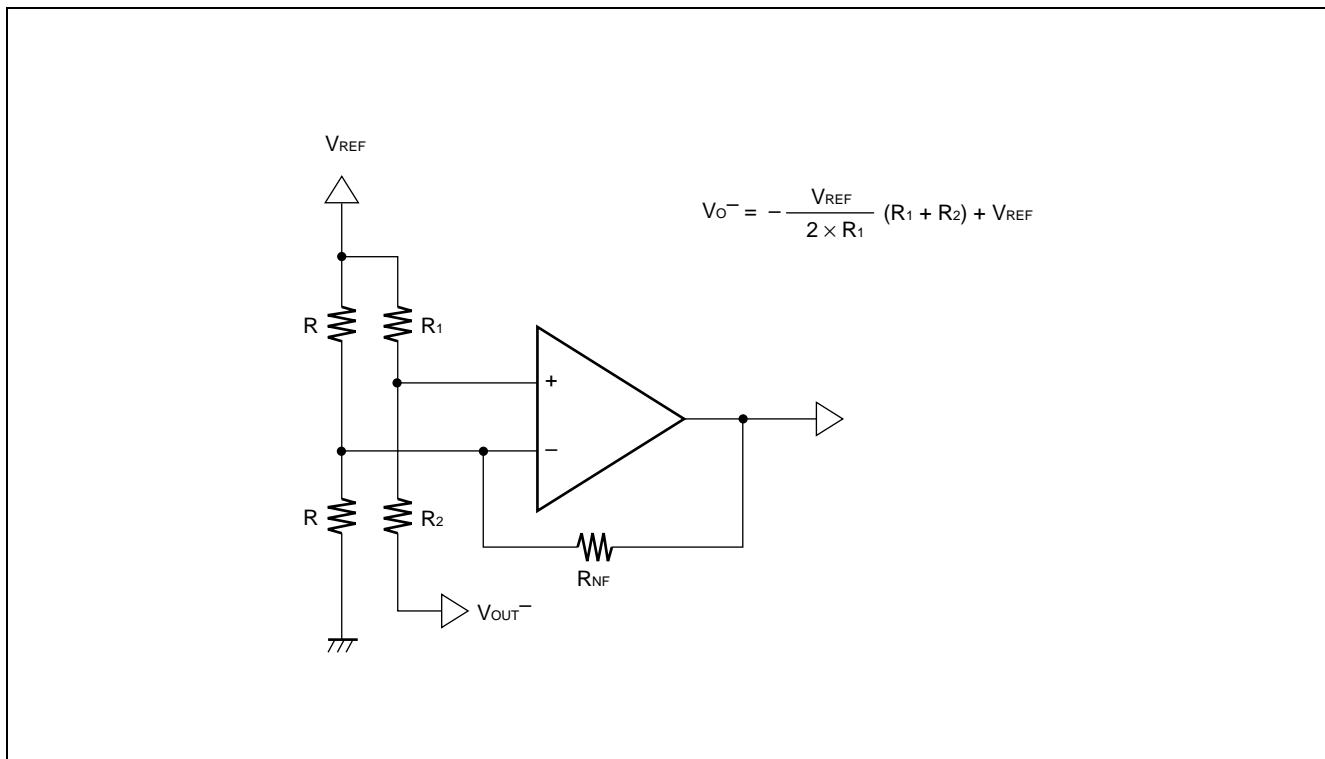 VREF
VO− = − VREF / 2 × R1 (R1 + R2) + VREF
R
R1
+
−
R
R2
RNF
VOUT−